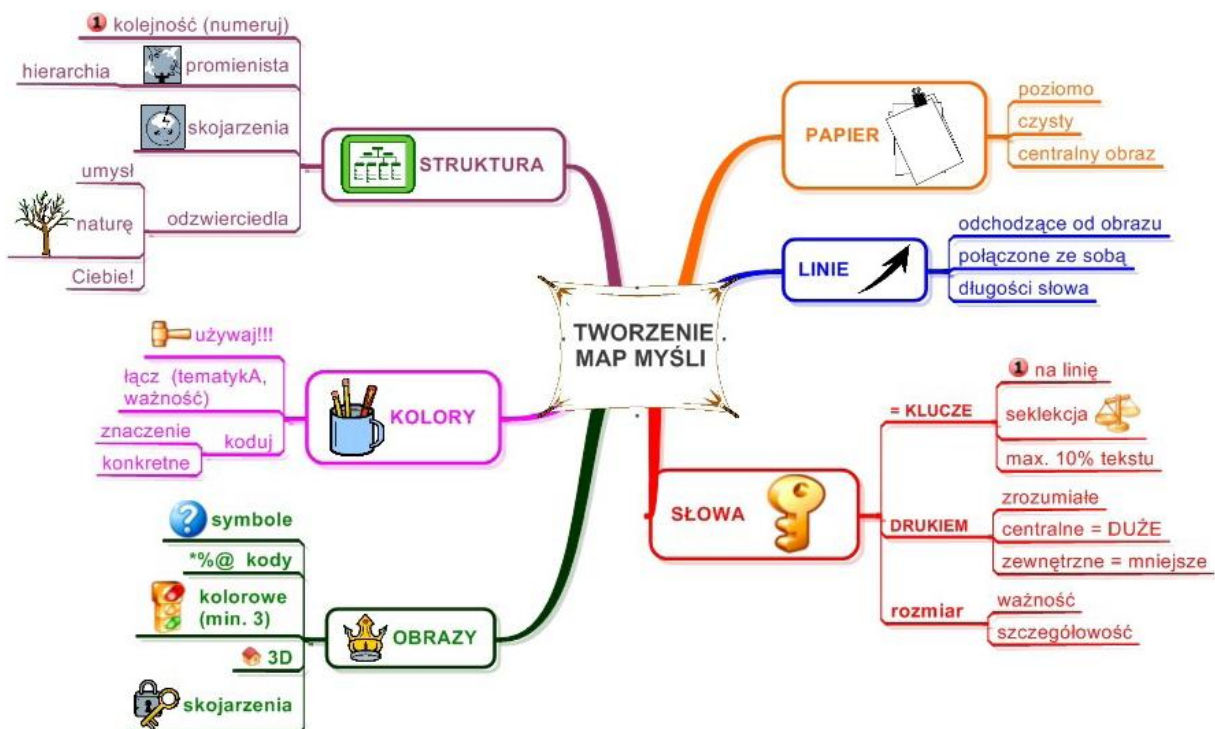 TWORZENIE
MAP MYŚLI
PAPIER
poziomo
czysty
centralny obraz
LINIE
odchodzące od obrazu
połączone ze sobą
długości słowa
SŁOWA
= KLUCZE
1 na linię
seklekcja
max. 10% tekstu
DRUKIEM
zrozumiałe
centralne = DUŻE
zewnętrzne = mniejsze
rozmiar
ważność
szczegółowość
OBRAZY
symbole
*%@ kody
kolorowe
(min. 3)
3D
skojarzenia
KOLORY
używaj!!!
łącz (tematykA,
ważność)
koduj
znaczenie
konkretne
STRUKTURA
1 kolejność (numeruj)
promienista
hierarchia
skojarzenia
odzwierciedla
umysł
naturę
Ciebie!